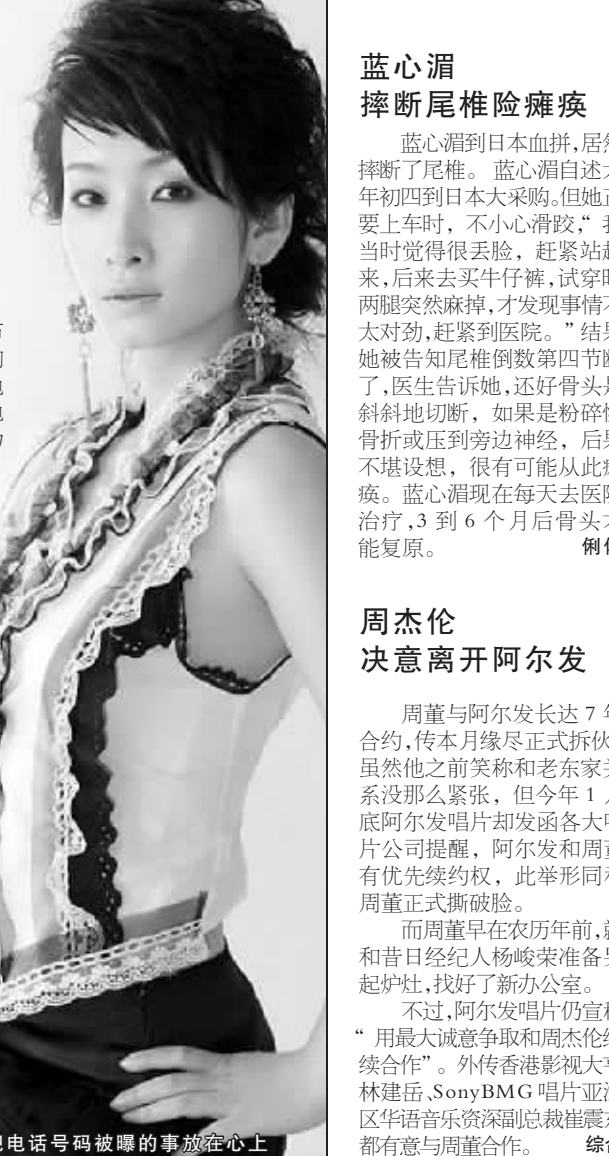 蓝心湄
摔断尾椎险瘫痪
蓝心湄到日本血拼,居然
摔断了尾椎。 蓝心湄自述大
年初四到日本大采购。但她正
要上车时, 不小心滑跤,“ 我
当时觉得很丢脸, 赶紧站起
来,后来去买牛仔裤,试穿时
两腿突然麻掉,才发现事情不
太对劲,赶紧到医院。”结果
她被告知尾椎倒数第四节断
了,医生告诉她,还好骨头是
斜斜地切断, 如果是粉碎性
骨折或压到旁边神经, 后果
不堪设想, 很有可能从此瘫
痪。蓝心湄现在每天去医院
治疗,3 到 6 个月后骨头才
能复原。 俐
周杰伦
决意离开阿尔发
周董与阿尔发长达 7 年
合约,传本月缘尽正式拆伙
虽然他之前笑称和老东家关
系没那么紧张, 但今年 1 月
底阿尔发唱片却发函各大唱
片公司提醒, 阿尔发和周董
有优先续约权, 此举形同和
周董正式撕破脸。
而周董早在农历年前,就
和昔日经纪人杨峻荣准备另
起炉灶,找好了新办公室。
不过,阿尔发唱片仍宣称
“ 用最大诚意争取和周杰伦继
续合作”。外传香港影视大亨
林建岳、SonyBMG 唱片亚洲
区华语音乐资深副总裁崔震东
都有意与周董合作。 综合
把电话号码被曝的事放在心上